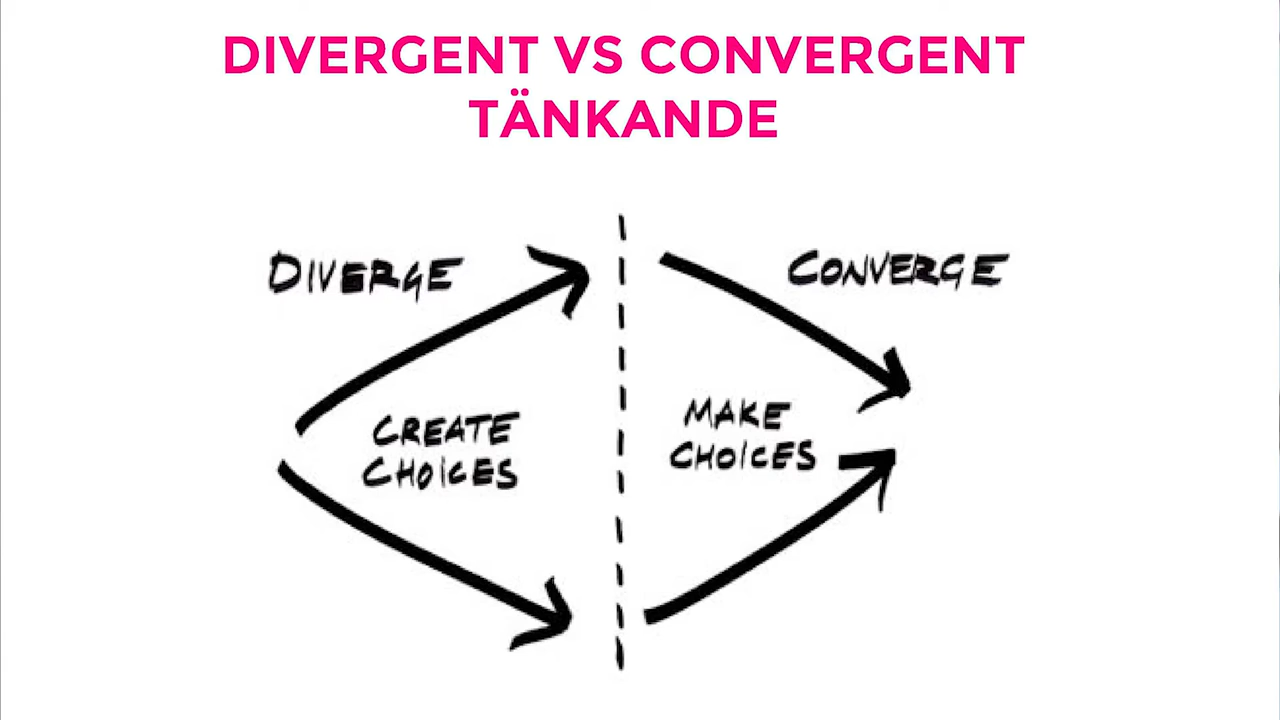 DIVERGENT VS CONVERGENT
TÄNKANDE
DIVERGE
CONVERGE
CREATE
CHOICES
MAKE
CHOICES